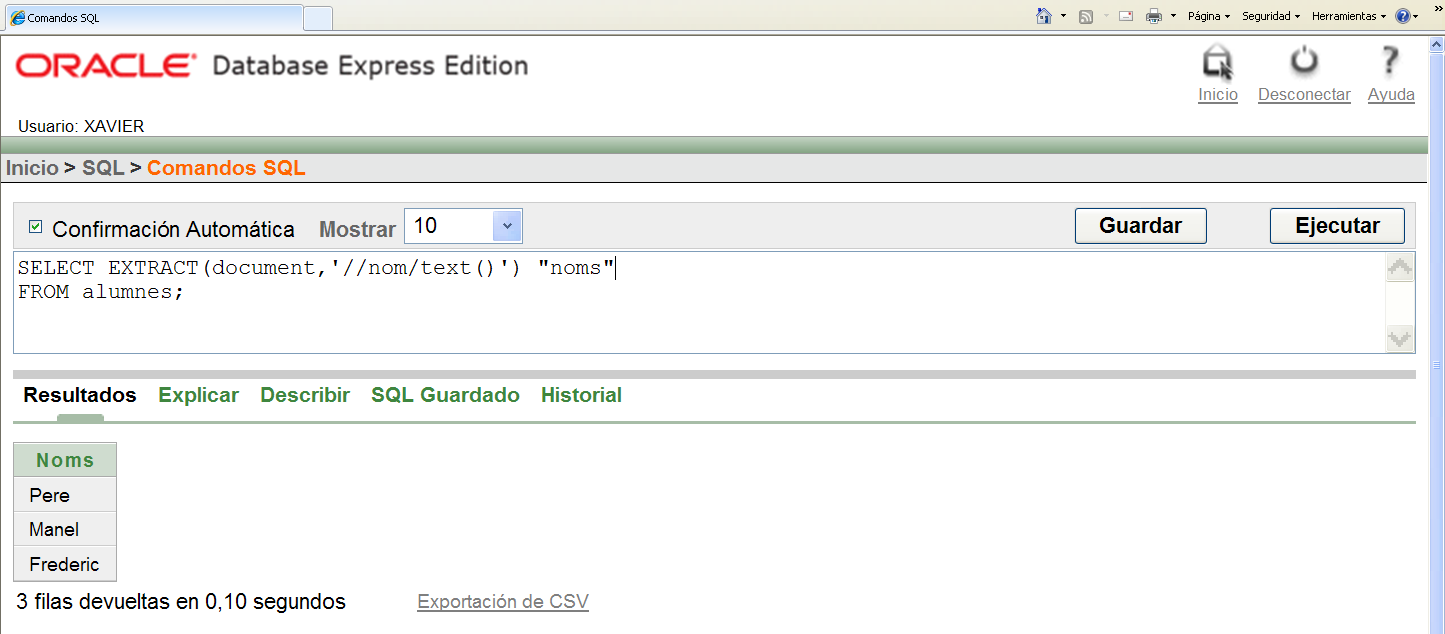 Comandos SQL
Página Seguridad Herramientas
ORACLE Database Express Edition
Inicio Desconectar Ayuda
Usuario: XAVIER
Inicio > SQL > Comandos SQL
Confirmación Automática Mostrar 10 Guardar Ejecutar
SELECT EXTRACT(document,'//nom/text()') "noms"
FROM alumnes;
Resultados Explicar Describir SQL Guardado Historial
Noms
Pere
Manel
Frederic
3 filas devueltas en 0,10 segundos Exportación de CSV